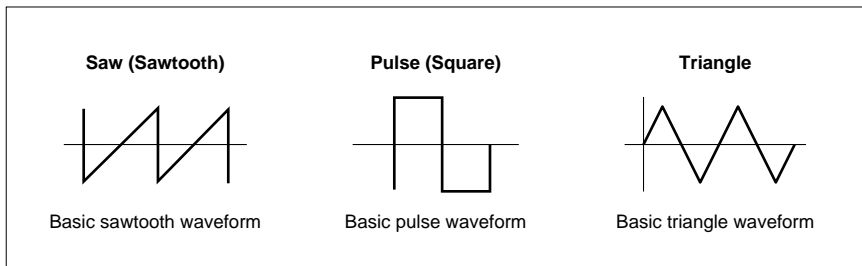 Saw (Sawtooth)
Pulse (Square)
Triangle
Basic sawtooth waveform
Basic pulse waveform
Basic triangle waveform